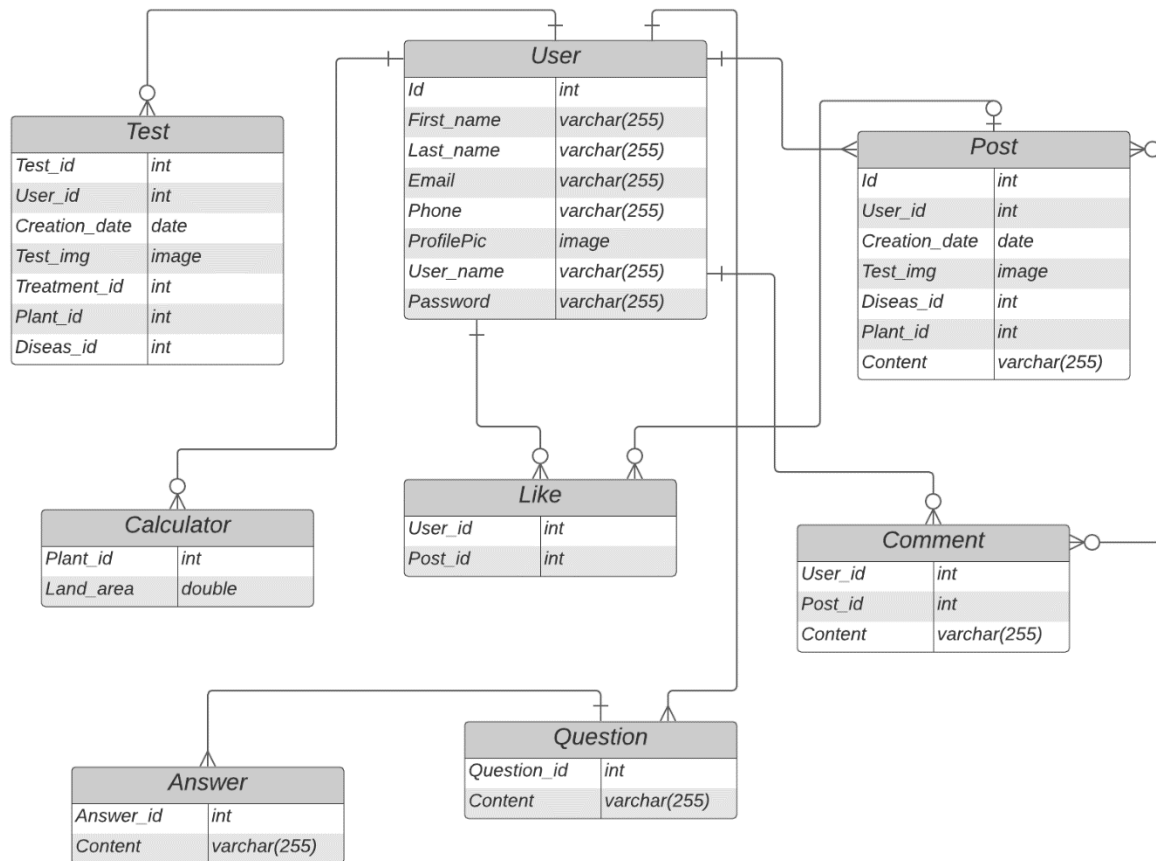 User
Id int
First_name varchar(255)
Last_name varchar(255)
Email varchar(255)
Phone varchar(255)
ProfilePic image
User_name varchar(255)
Password varchar(255)
Test
Test_id int
User_id int
Creation_date date
Test_img image
Treatment_id int
Plant_id int
Diseas_id int
Post
Id int
User_id int
Creation_date date
Test_img image
Diseas_id int
Plant_id int
Content varchar(255)
Calculator
Plant_id int
Land_area double
Like
User_id int
Post_id int
Comment
User_id int
Post_id int
Content varchar(255)
Question
Question_id int
Content varchar(255)
Answer
Answer_id int
Content varchar(255)